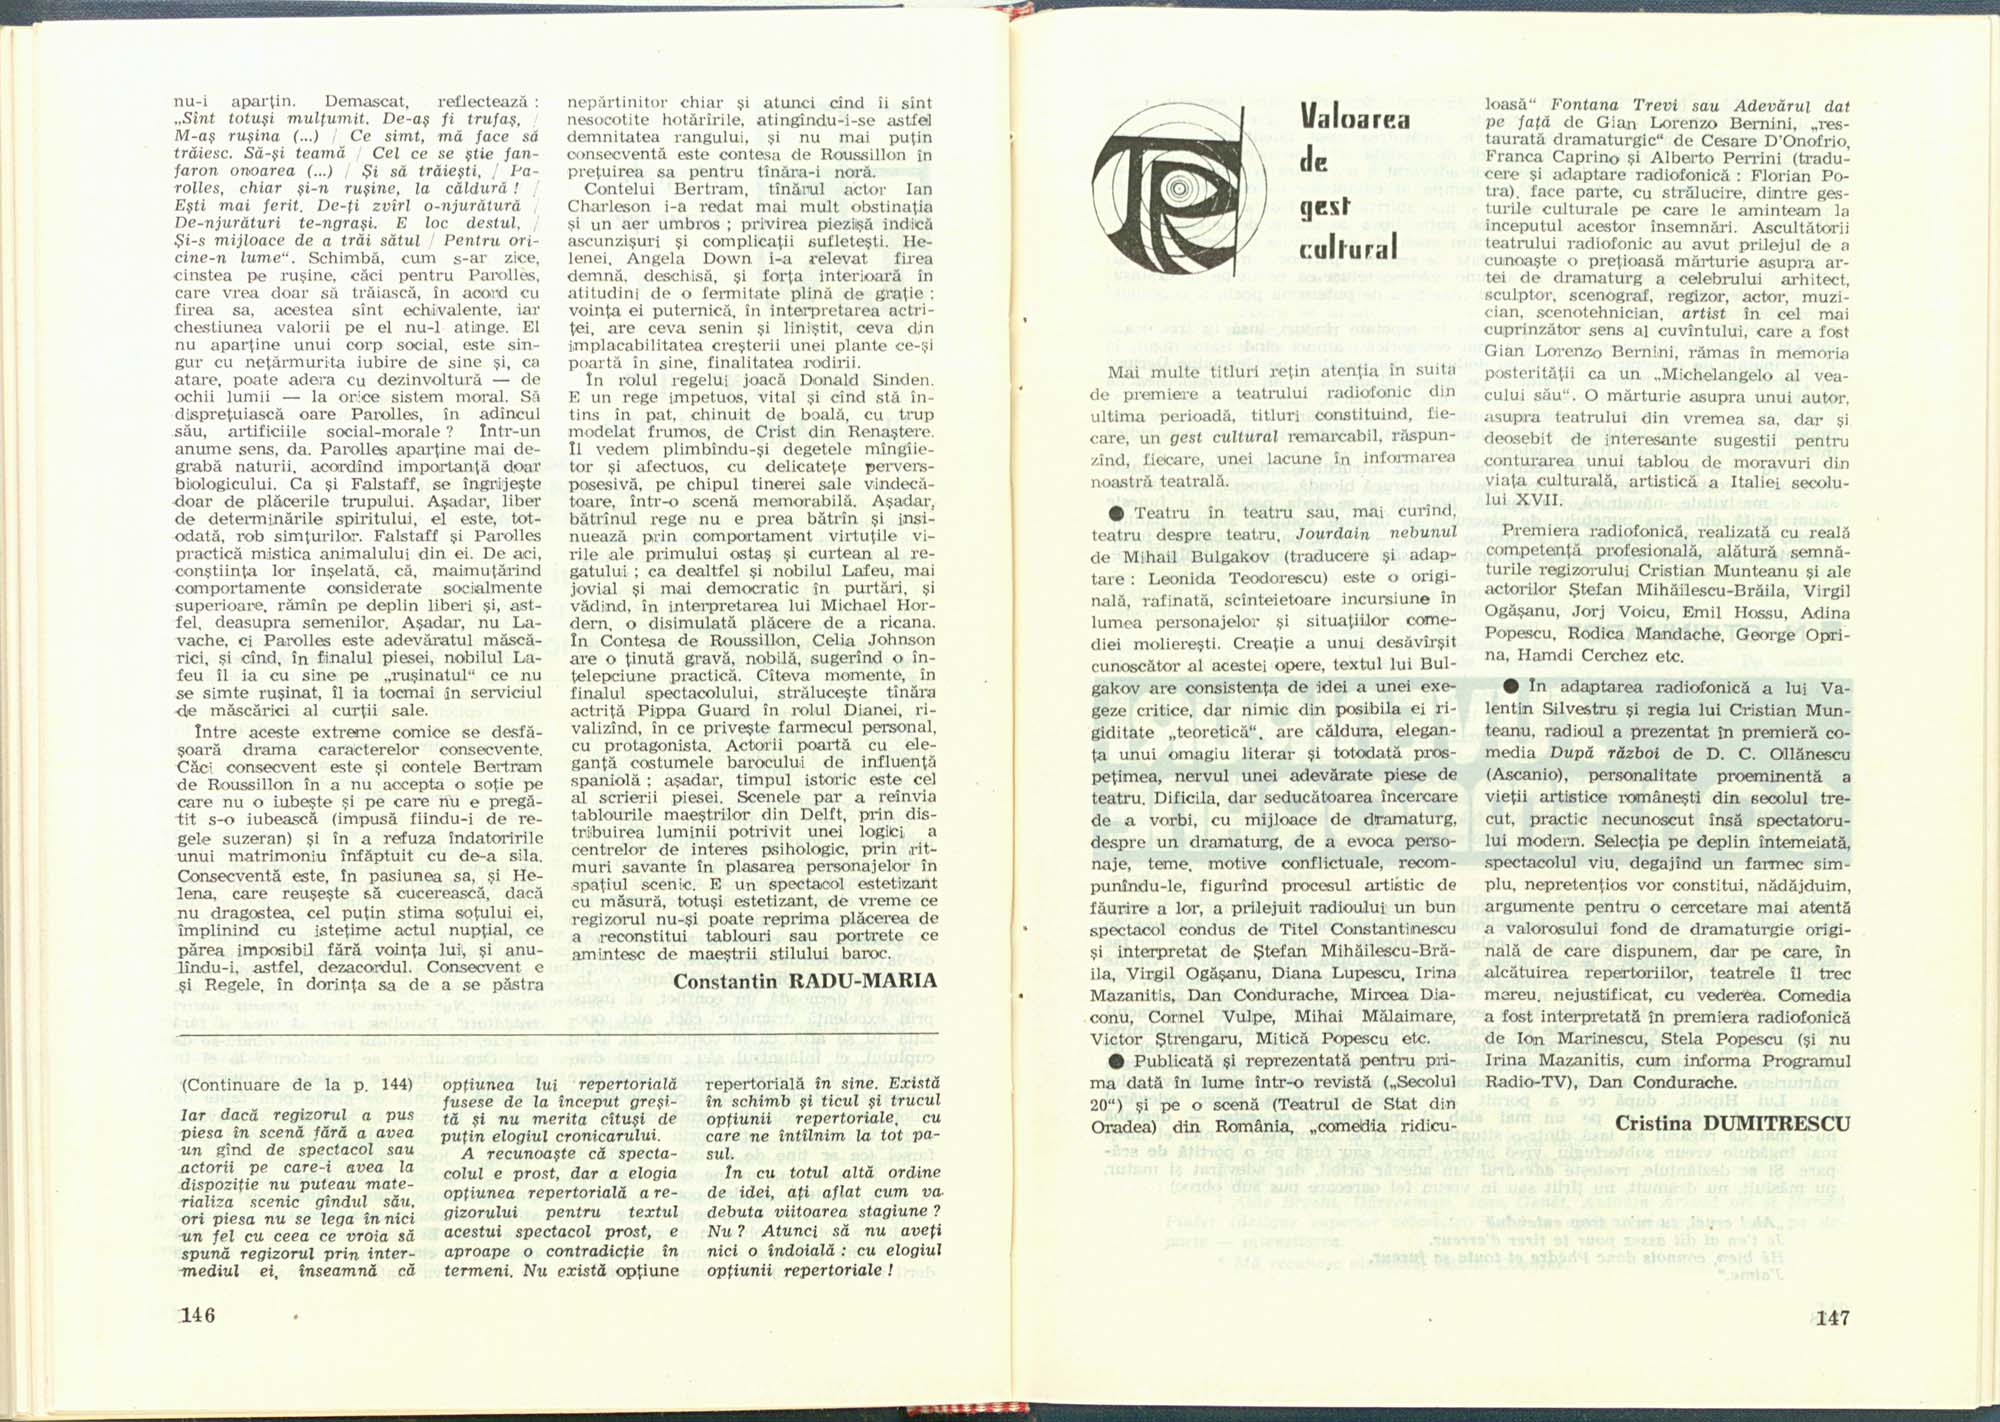 nu-i aparțin. Demascat, reflectează :
„Sînt totuși mulțumit. De-aș fi trufaș, /
M-aș rușina (...) / Ce simt, mă face să
trăiesc. Să-și teamă / Cel ce se știe fan-
faron onoarea (...) / Și să trăiești, / Pa-
rolles, chiar și-n rușine, la căldură ! /
Ești mai ferit. De-ți zvîrl o-njurătură /
De-njurături te-ngrași. E loc destul, /
Și-s mijloace de a trăi sătul / Pentru ori-
cine-n lume“. Schimbă, cum s-ar zice,
cinstea pe rușine, căci pentru Parolles,
care vrea doar să trăiască, în acord cu
firea sa, acestea sînt echivalente, iar
chestiunea valorii pe el nu-l atinge. El
nu aparține unui corp social, este sin-
gur cu nețărmurita iubire de sine și, ca
atare, poate adera cu dezinvoltură — de
ochii lumii — la orice sistem moral. Să
disprețuiască oare Parolles, în adîncul
său, artificiile social-morale ? Într-un
anume sens, da. Parolles aparține mai de-
grabă naturii, acordînd importanță doar
biologicului. Ca și Falstaff, se îngrijește
doar de plăcerile trupului. Așadar, liber
de determinările spiritului, el este, tot-
odată, rob simțurilor. Falstaff și Parolles
practică mistica animalului din ei. De aci,
conștiința lor înșelată, că, maimuțărind
comportamente considerate socialmente
superioare, rămîn pe deplin liberi și, ast-
fel, deasupra semenilor. Așadar, nu La-
vache, ci Parolles este adevăratul măscă-
rici, și cînd, în finalul piesei, nobilul La-
feu îl ia cu sine pe „rușinatul“ ce nu
se simte rușinat, îl ia tocmai în serviciul
de măscărici al curții sale.
Între aceste extreme comice se desfă-
șoară drama caracterelor consecvente.
Căci consecvent este și contele Bertram
de Roussillon în a nu accepta o soție pe
care nu o iubește și pe care nu e pregă-
tit s-o iubească (impusă fiindu-i de re-
gele suzeran) și în a refuza îndatoririle
unui matrimoniu înfăptuit cu de-a sila.
Consecventă este, în pasiunea sa, și He-
lena, care reușește să cucerească, dacă
nu dragostea, cel puțin stima soțului ei,
împlinind cu istețime actul nupțial, ce
părea imposibil fără voința lui, și anu-
lîndu-i, astfel, dezacordul. Consecvent e
și Regele, în dorința sa de a se păstra
nepărtinitor chiar și atunci cînd îi sînt
nesocotite hotărîrile, atingîndu-i-se astfel
demnitatea rangului, și nu mai puțin
consecventă este contesa de Roussillon în
prețuirea sa pentru tînăra-i noră.
Contelui Bertram, tînărul actor Ian
Charleson i-a redat mai mult obstinația
și un aer umbros ; privirea piezișă indică
ascunzișuri și complicații sufletești. He-
lenei, Angela Down i-a relevat firea
demnă, deschisă, și forța interioară în
atitudini de o fermitate plină de grație ;
voința ei puternică, în interpretarea actri-
ței, are ceva senin și liniștit, ceva din
implacabilitatea creșterii unei plante ce-și
poartă în sine, finalitatea rodirii.
În rolul regelui joacă Donald Sinden.
E un rege impetuos, vital și cînd stă în-
tins în pat, chinuit de boală, cu trup
modelat frumos, de Crist din Renaștere.
Îl vedem plimbîndu-și degetele mîngîie-
tor și afectuos, cu delicatețe pervers-
posesivă, pe chipul tinerei sale vindecă-
toare, într-o scenă memorabilă. Așadar,
bătrînul rege nu e prea bătrîn și insi-
nuează prin comportament virtuțile vi-
rile ale primului ostaș și curtean al re-
gatului ; ca dealtfel și nobilul Lafeu, mai
jovial și mai democratic în purtări, și
vădind, în interpretarea lui Michael Hor-
dern, o disimulată plăcere de a ricana.
În Contesa de Roussillon, Celia Johnson
are o ținută gravă, nobilă, sugerînd o în-
țelepciune practică. Cîteva momente, în
finalul spectacolului, strălucește tînăra
actriță Pippa Guard în rolul Dianei, ri-
valizînd, în ce privește farmecul personal,
cu protagonista. Actorii poartă cu ele-
ganță costumele barocului de influență
spaniolă ; așadar, timpul istoric este cel
al scrierii piesei. Scenele par a reînvia
tablourile maeștrilor din Delft, prin dis-
tribuirea luminii potrivit unei logici a
centrelor de interes psihologic, prin rit-
muri savante în plasarea personajelor în
spațiul scenic. E un spectacol estetizant
cu măsură, totuși estetizant, de vreme ce
regizorul nu-și poate reprima plăcerea de
a reconstitui tablouri sau portrete ce
amintesc de maeștrii stilului baroc.
Constantin RADU-MARIA
(Continuare de la p. 144)
Iar dacă regizorul a pus
piesa în scenă fără a avea
un gînd de spectacol sau
actorii pe care-i avea la
dispoziție nu puteau mate-
rializa scenic gîndul său,
ori piesa nu se lega în nici
un fel cu ceea ce vroia să
spună regizorul prin inter-
mediul ei, înseamnă că
opțiunea lui repertorială
fusese de la început greși-
tă și nu merita cîtuși de
puțin elogiul cronicarului.
A recunoaște că specta-
colul e prost, dar a elogia
opțiunea repertorială a re-
gizorului pentru textul
acestui spectacol prost, e
aproape o contradicție în
termeni. Nu există opțiune
repertorială în sine. Există
în schimb și ticul și trucul
opțiunii repertoriale, cu
care ne întîlnim la tot pa-
sul.
În cu totul altă ordine
de idei, ați aflat cum va
debuta viitoarea stagiune ?
Nu ? Atunci să nu aveți
nici o îndoială : cu elogiul
opțiunii repertoriale !
146
Valoarea
de
gest
cultural
Mai multe titluri rețin atenția în suita
de premiere a teatrului radiofonic din
ultima perioadă, titluri constituind, fie-
care, un gest cultural remarcabil, răspun-
zînd, fiecare, unei lacune în informarea
noastră teatrală.
● Teatru în teatru sau, mai curînd,
teatru despre teatru, Jourdain nebunul
de Mihail Bulgakov (traducere și adap-
tare : Leonida Teodorescu) este o origi-
nală, rafinată, scînteietoare incursiune în
lumea personajelor și situațiilor come-
diei molierești. Creație a unui desăvîrșit
cunoscător al acestei opere, textul lui Bul-
gakov are consistența de idei a unei exe-
geze critice, dar nimic din posibila ei ri-
giditate „teoretică“, are căldura, elegan-
ța unui omagiu literar și totodată pros-
pețimea, nervul unei adevărate piese de
teatru. Dificila, dar seducătoarea încercare
de a vorbi, cu mijloace de dramaturg,
despre un dramaturg, de a evoca perso-
naje, teme, motive conflictuale, recom-
punîndu-le, figurînd procesul artistic de
făurire a lor, a prilejuit radioului un bun
spectacol condus de Titel Constantinescu
și interpretat de Ștefan Mihăilescu-Bră-
ila, Virgil Ogășanu, Diana Lupescu, Irina
Mazanitis, Dan Condurache, Mircea Dia-
conu, Cornel Vulpe, Mihai Mălaimare,
Victor Ștrengaru, Mitică Popescu etc.
● Publicată și reprezentată pentru pri-
ma dată în lume într-o revistă („Secolul
20“) și pe o scenă (Teatrul de Stat din
Oradea) din România, „comedia ridicu-
loasă“ Fontana Trevi sau Adevărul dat
pe față de Gian Lorenzo Bernini, „res-
taurată dramaturgic“ de Cesare D'Onofrio,
Franca Caprino și Alberto Perrini (tradu-
cere și adaptare radiofonică : Florian Po-
tra), face parte, cu strălucire, dintre ges-
turile culturale pe care le aminteam la
începutul acestor însemnări. Ascultătorii
teatrului radiofonic au avut prilejul de a
cunoaște o prețioasă mărturie asupra ar-
tei de dramaturg a celebrului arhitect,
sculptor, scenograf, regizor, actor, muzi-
cian, scenotehnician, artist în cel mai
cuprinzător sens al cuvîntului, care a fost
Gian Lorenzo Bernini, rămas în memoria
posterității ca un „Michelangelo al vea-
cului său“. O mărturie asupra unui autor,
asupra teatrului din vremea sa, dar și
deosebit de interesante sugestii pentru
conturarea unui tablou de moravuri din
viața culturală, artistică a Italiei secolu-
lui XVII.
Premiera radiofonică, realizată cu reală
competență profesională, alătură semnă-
turile regizorului Cristian Munteanu și ale
actorilor Ștefan Mihăilescu-Brăila, Virgil
Ogășanu, Jorj Voicu, Emil Hossu, Adina
Popescu, Rodica Mandache, George Opri-
na, Hamdi Cerchez etc.
● În adaptarea radiofonică a lui Va-
lentin Silvestru și regia lui Cristian Mun-
teanu, radioul a prezentat în premieră co-
media După război de D. C. Ollănescu
(Ascanio), personalitate proeminentă a
vieții artistice românești din secolul tre-
cut, practic necunoscut însă spectatoru-
lui modern. Selecția pe deplin întemeiată,
spectacolul viu, degajînd un farmec sim-
plu, nepretențios vor constitui, nădăjduim,
argumente pentru o cercetare mai atentă
a valorosului fond de dramaturgie origi-
nală de care dispunem, dar pe care, în
alcătuirea repertoriilor, teatrele îl trec
mereu, nejustificat, cu vederea. Comedia
a fost interpretată în premiera radiofonică
de Ion Marinescu, Stela Popescu (și nu
Irina Mazanitis, cum informa Programul
Radio-TV), Dan Condurache.
Cristina DUMITRESCU
147